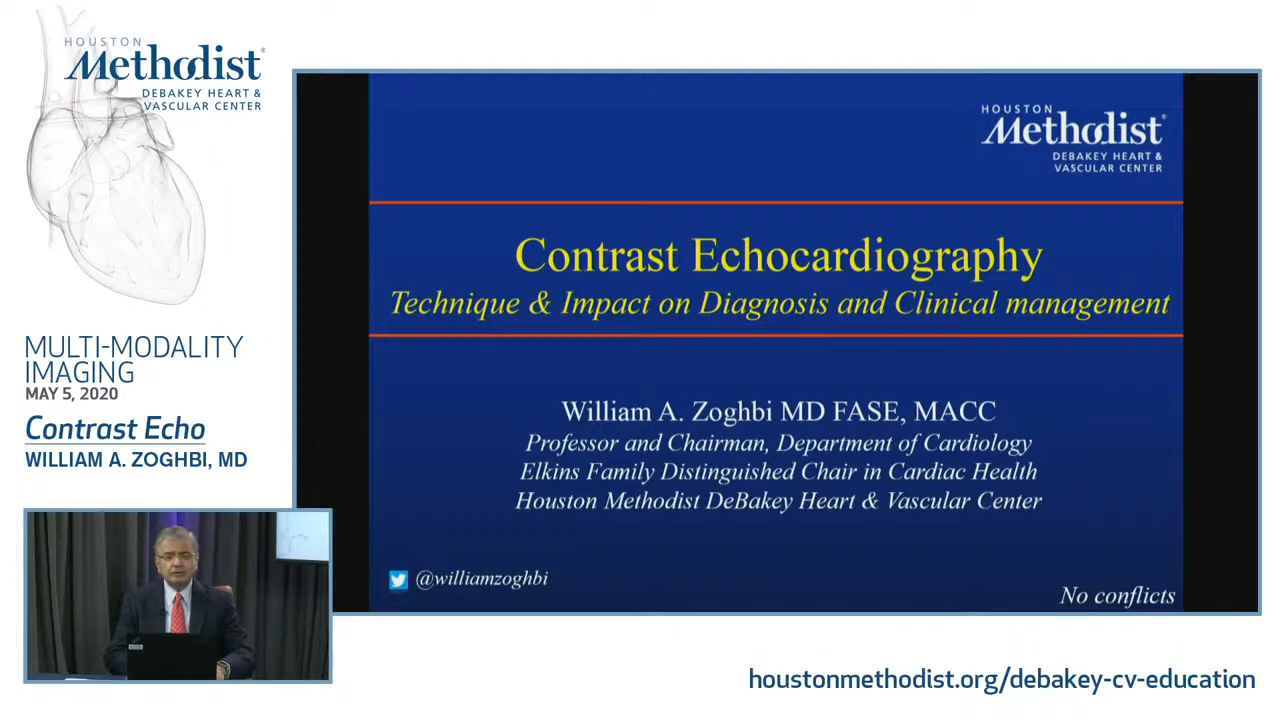 HOUSTON
Methodist®
DEBAKEY HEART &
VASCULAR CENTER
MULTI-MODALITY
IMAGING
MAY 5, 2020
Contrast Echo
WILLIAM A. ZOGHBI, MD
HOUSTON
Methodist®
DEBAKEY HEART &
VASCULAR CENTER
Contrast Echocardiography
Technique & Impact on Diagnosis and Clinical management
William A. Zoghbi MD FASE, MACC
Professor and Chairman, Department of Cardiology
Elkins Family Distinguished Chair in Cardiac Health
Houston Methodist DeBakey Heart & Vascular Center
@williamzoghbi
No conflicts
houstonmethodist.org/debakey-cv-education